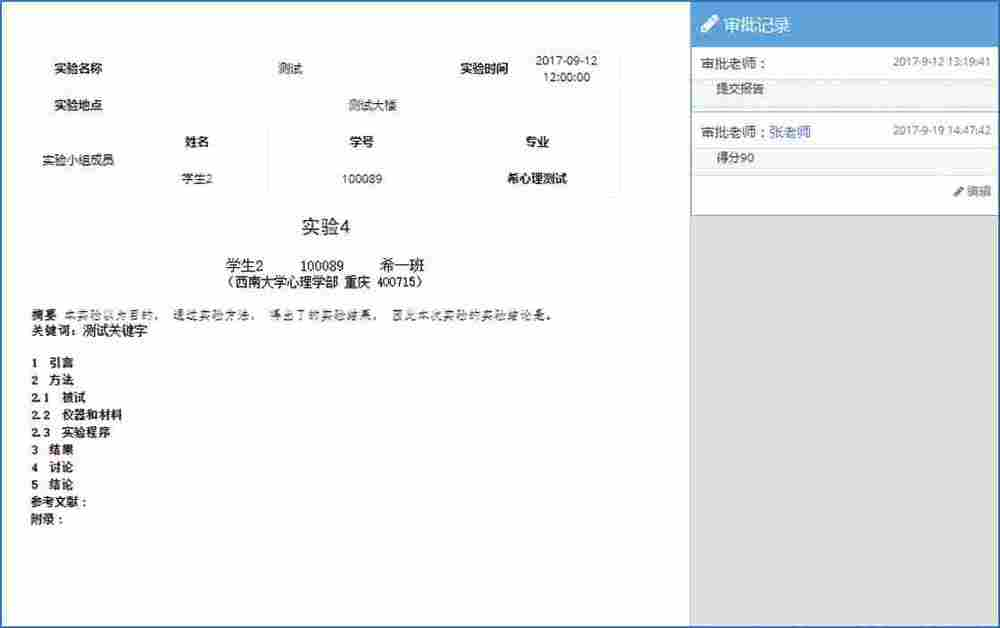 实验名称 测试 实验时间 2017-09-12 12:00:00
实验地点 测试大楼
实验小组成员 姓名 学号 专业
学生2 100089 希心理测试
实验4
学生2 100089 希一班
(西南大学心理学部 重庆 400715)
摘要 本实验以为目的, 通过实验方法, 得出了的实验结果, 因此本次实验的实验结论是。
关键词: 测试关键字
1 引言
2 方法
2.1 被试
2.2 仪器和材料
2.3 实验程序
3 结果
4 讨论
5 结论
参考文献:
附录:
审批记录
审批老师: 2017-9-12 13:19:41
提交报告
审批老师:张老师 2017-9-19 14:47:42
得分90
编辑